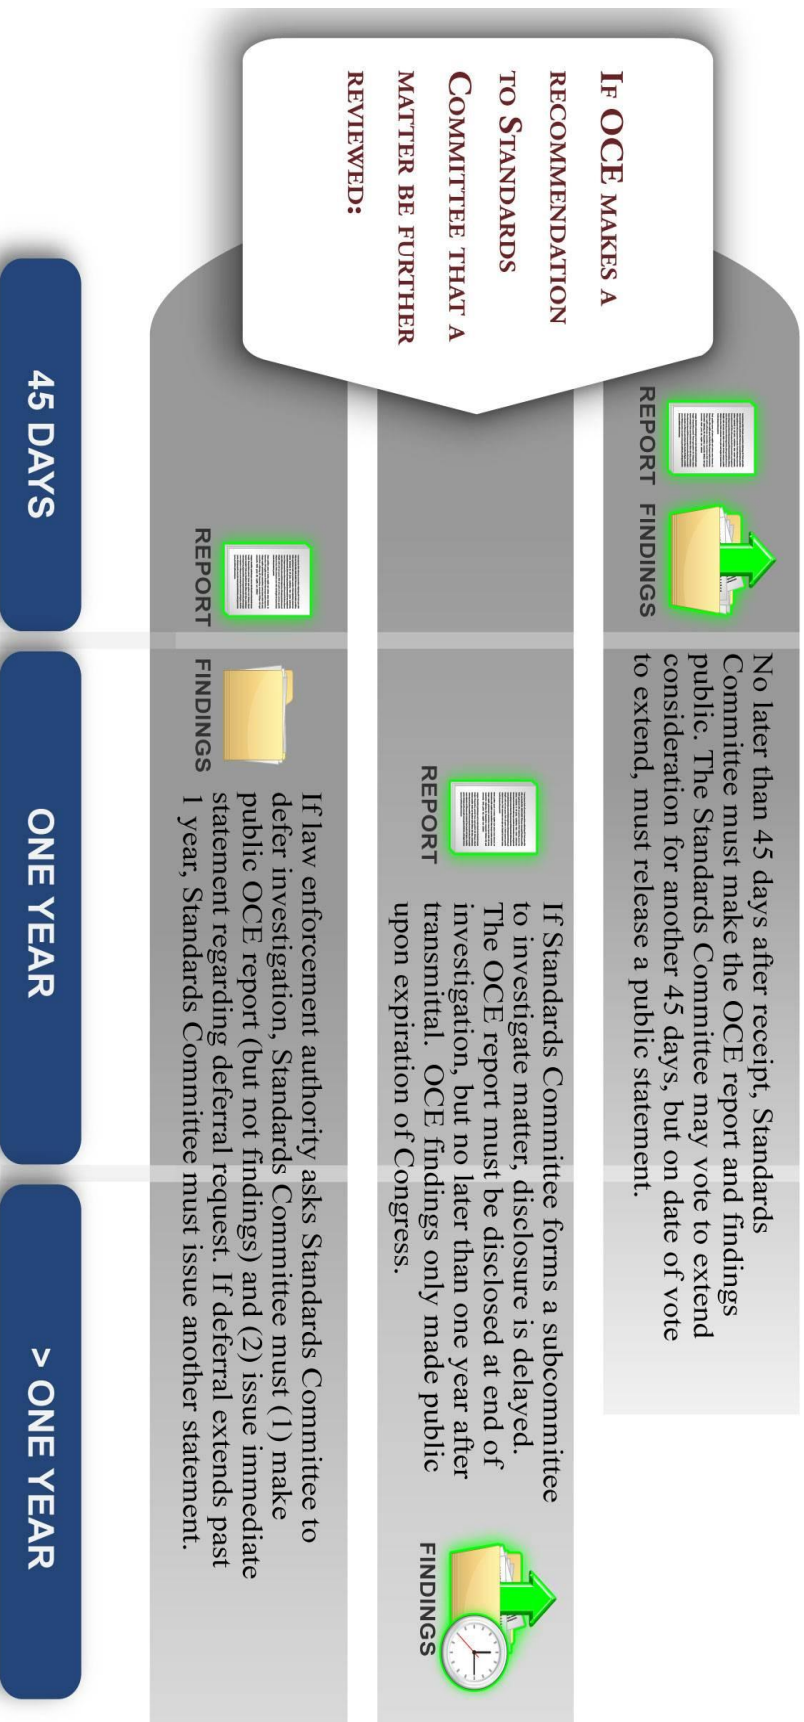 IF OCE MAKES A
RECOMMENDATION
TO STANDARDS
COMMITTEE THAT A
MATTER BE FURTHER
REVIEWED:
REPORT
FINDINGS
No later than 45 days after receipt, Standards
Committee must make the OCE report and findings
public. The Standards Committee may vote to extend
consideration for another 45 days, but on date of vote
to extend, must release a public statement.
REPORT
If Standards Committee forms a subcommittee
to investigate matter, disclosure is delayed.
The OCE report must be disclosed at end of
investigation, but no later than one year after
transmittal.  OCE findings only made public
upon expiration of Congress.
FINDINGS
REPORT
FINDINGS
If law enforcement authority asks Standards Committee to
defer investigation, Standards Committee must (1) make
public OCE report (but not findings) and (2) issue immediate
statement regarding deferral request. If deferral extends past
1 year, Standards Committee must issue another statement.
45 DAYS
ONE YEAR
> ONE YEAR